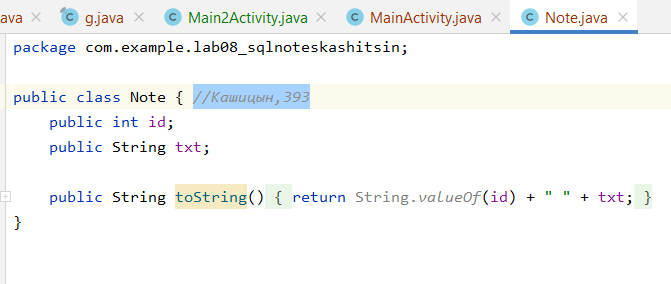 ava
g.java
Main2Activity.java
MainActivity.java
Note.java
package com.example.lab08_sqlnoteskashitsin;
public class Note { //Кашицын,393
public int id;
public String txt;
public String toString() { return String.valueOf(id) + " " + txt; }
}